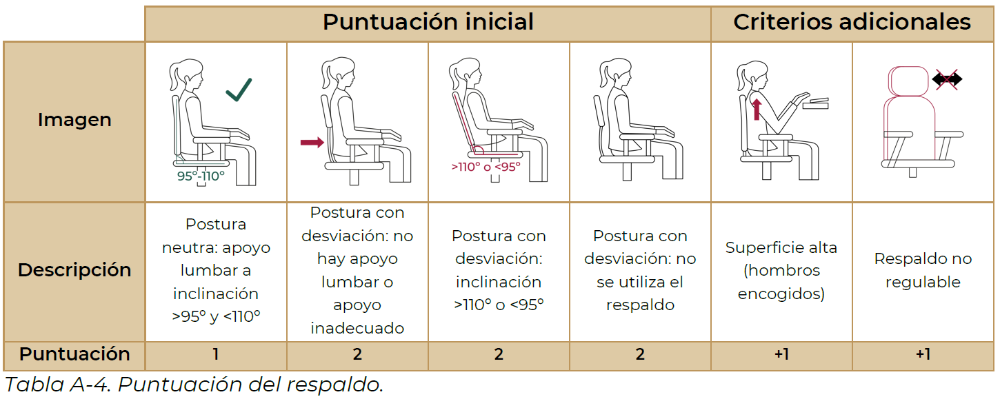 Puntuación inicial
Criterios adicionales
Imagen
95º-110º
>110º o <95º
Descripción
Postura
neutra: apoyo
lumbar a
inclinación
>95º y <110º
Postura con
desviación: no
hay apoyo
lumbar o
apoyo
inadecuado
Postura con
desviación:
inclinación
>110º o <95º
Postura con
desviación: no
se utiliza el
respaldo
Superficie alta
(hombros
encogidos)
Respaldo no
regulable
Puntuación
1
2
2
2
+1
+1
Tabla A-4. Puntuación del respaldo.